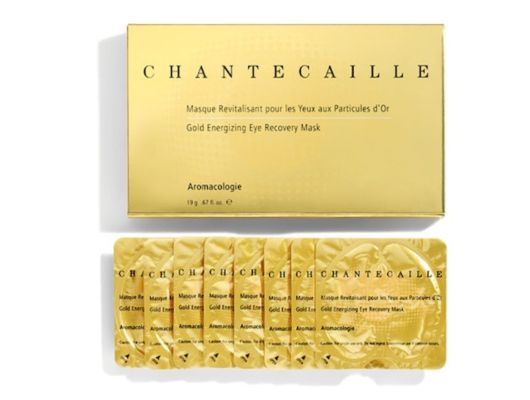 CHANTECAILLE
Masque Revitalisant pour les Yeux aux Particules d'Or
Gold Energizing Eye Recovery Mask
Aromacologie
19 g .67 fl. oz. ℮
CHANTECAILLE
Masque Revitalisant pour les Yeux aux Particules d'Or
Gold Energizing Eye Recovery Mask
Aromacologie